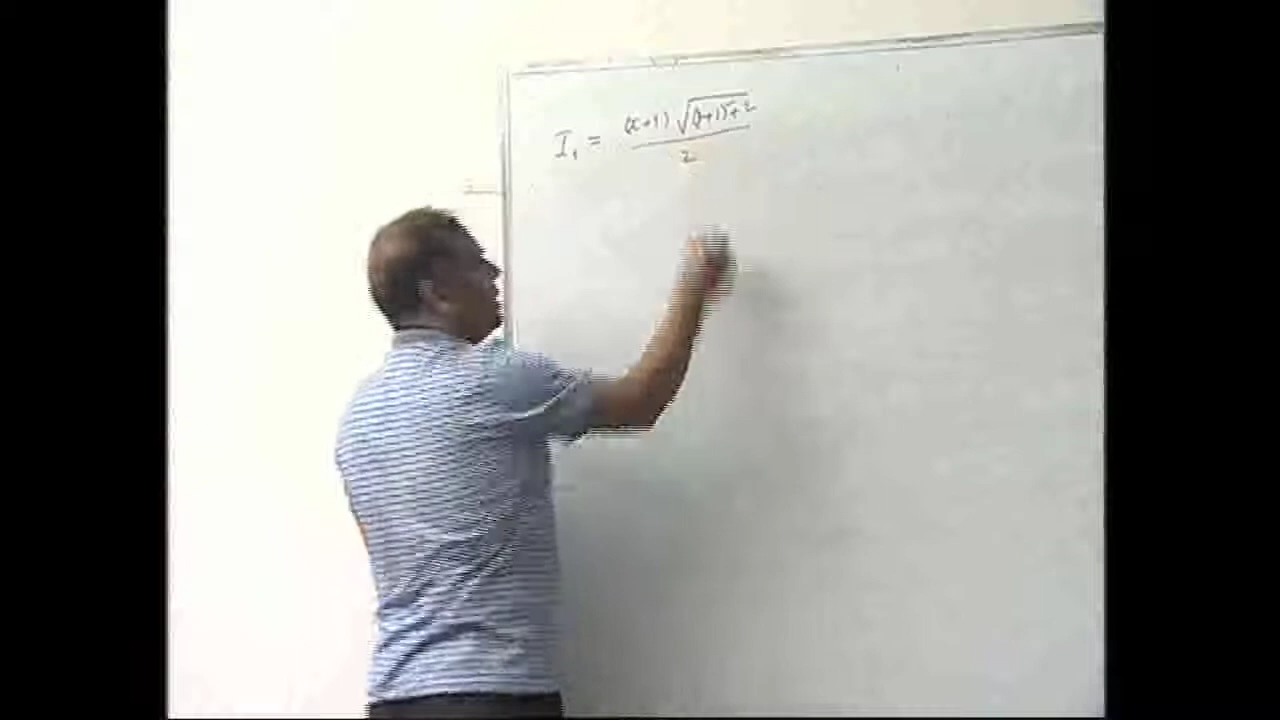 I₁ = (x+1) √(x+1)²+2 / 2